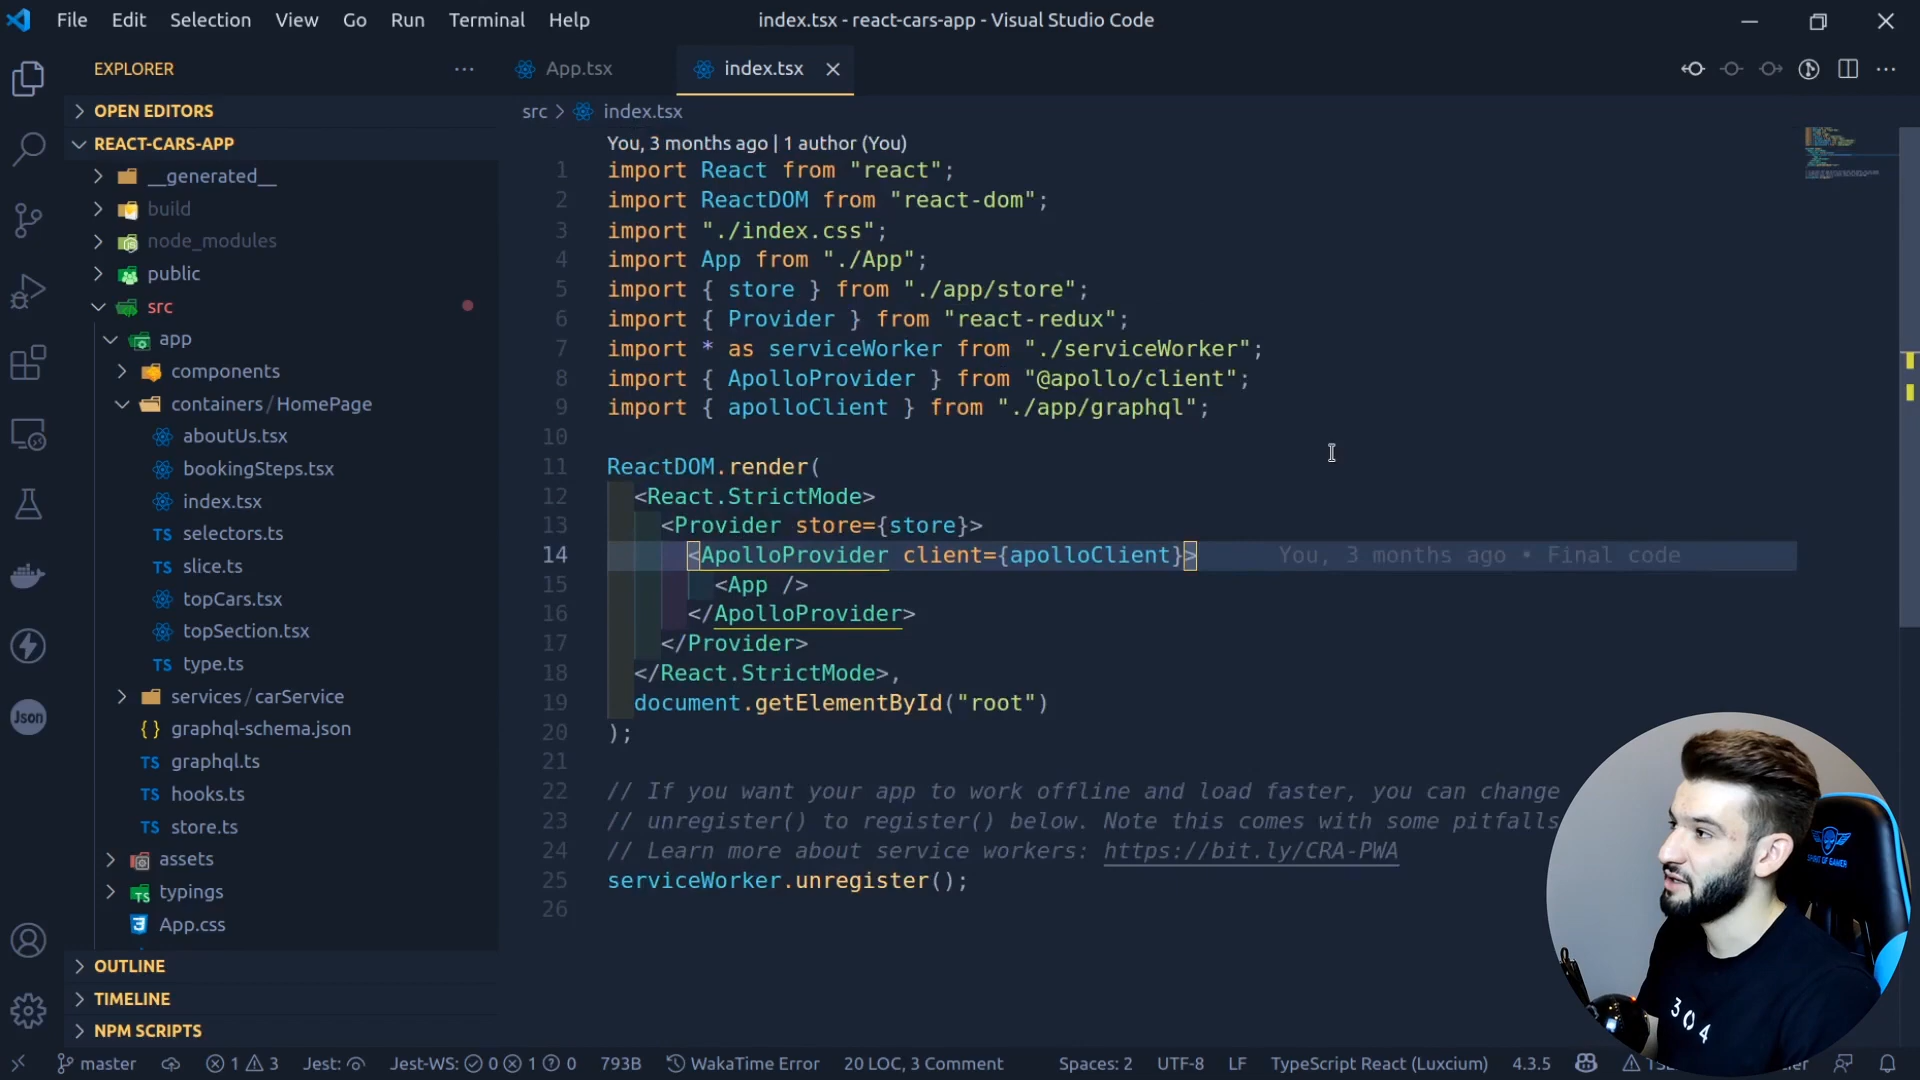 File Edit Selection View Go Run Terminal Help
index.tsx - react-cars-app - Visual Studio Code
EXPLORER
OPEN EDITORS
REACT-CARS-APP
__generated__
build
node_modules
public
src
app
components
containers / HomePage
aboutUs.tsx
bookingSteps.tsx
index.tsx
TS selectors.ts
TS slice.ts
topCars.tsx
topSection.tsx
TS type.ts
services / carService
{ } graphql-schema.json
TS graphql.ts
TS hooks.ts
TS store.ts
assets
typings
App.css
OUTLINE
TIMELINE
NPM SCRIPTS
Json
App.tsx
index.tsx
src > index.tsx
You, 3 months ago | 1 author (You)
1 import React from "react";
2 import ReactDOM from "react-dom";
3 import "./index.css";
4 import App from "./App";
5 import { store } from "./app/store";
6 import { Provider } from "react-redux";
7 import * as serviceWorker from "./serviceWorker";
8 import { ApolloProvider } from "@apollo/client";
9 import { apolloClient } from "./app/graphql";
10
11 ReactDOM.render(
12 <React.StrictMode>
13 <Provider store={store}>
14 <ApolloProvider client={apolloClient}> You, 3 months ago • Final code
15 <App />
16 </ApolloProvider>
17 </Provider>
18 </React.StrictMode>,
19 document.getElementById("root")
20 );
21
22 // If you want your app to work offline and load faster, you can change
23 // unregister() to register() below. Note this comes with some pitfalls
24 // Learn more about service workers: https://bit.ly/CRA-PWA
25 serviceWorker.unregister();
26
SPIRIT OF GAMER
304
master 1 3 Jest: Jest-WS: 0 1 0 793B WakaTime Error 20 LOC, 3 Comment Spaces: 2 UTF-8 LF TypeScript React (Luxcium) 4.3.5